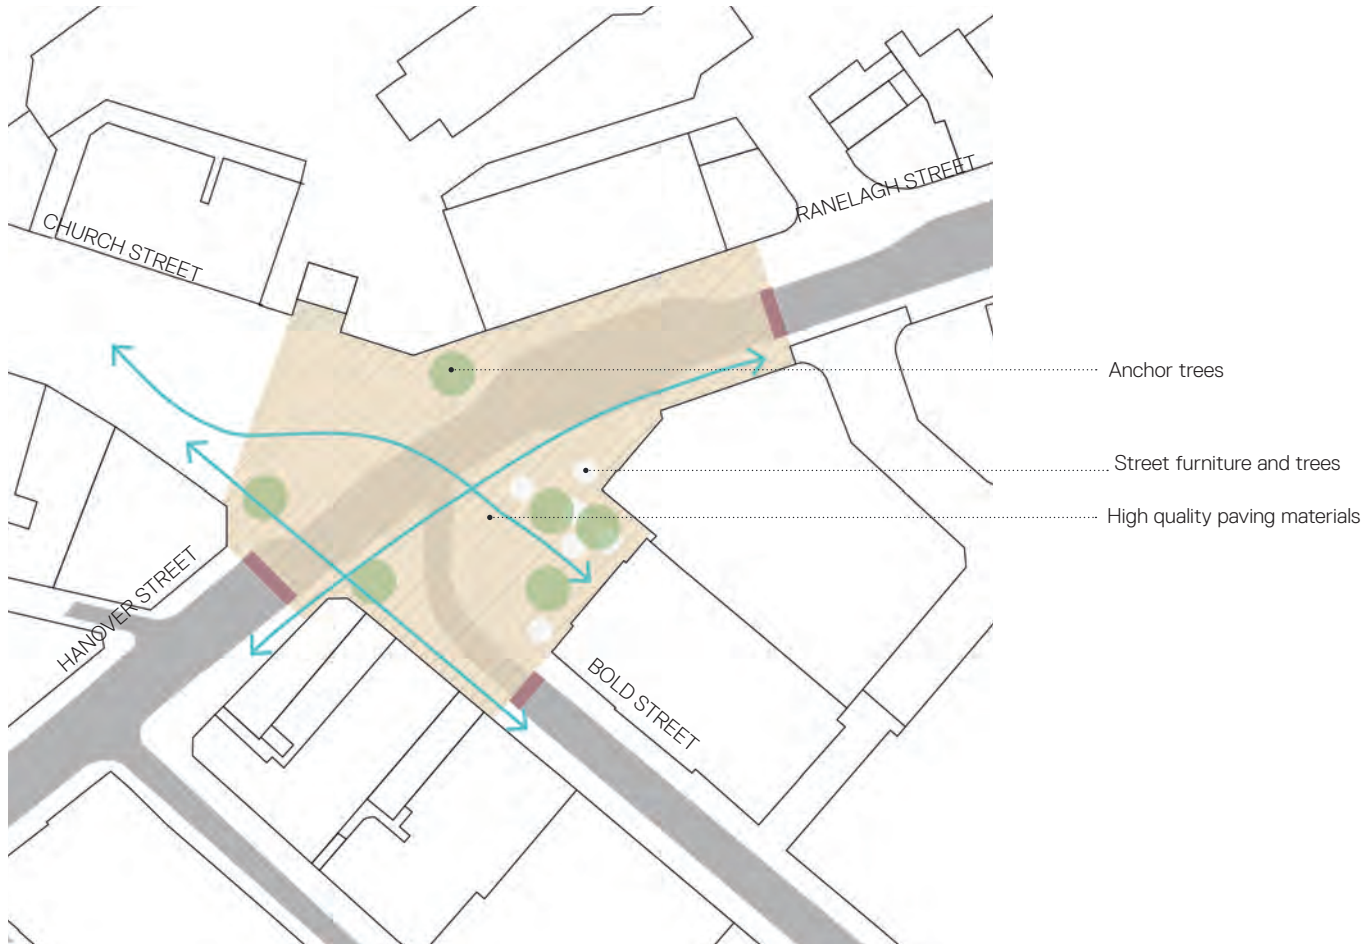 RANELAGH STREET
CHURCH STREET
Anchor trees
Street furniture and trees
High quality paving materials
HANOVER STREET
BOLD STREET